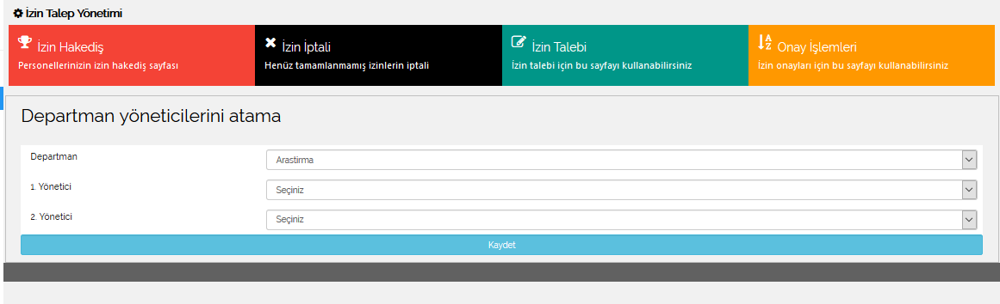 İzin Talep Yönetimi
İzin Hakediş
Personellerinizin izin hakediş sayfası
İzin İptali
Henüz tamamlanmamış izinlerin iptali
İzin Talebi
İzin talebi için bu sayfayı kullanabilirsiniz
Onay İşlemleri
İzin onayları için bu sayfayı kullanabilirsiniz
Departman yöneticilerini atama
Departman
Arastirma
1. Yönetici
Seçiniz
2. Yönetici
Seçiniz
Kaydet